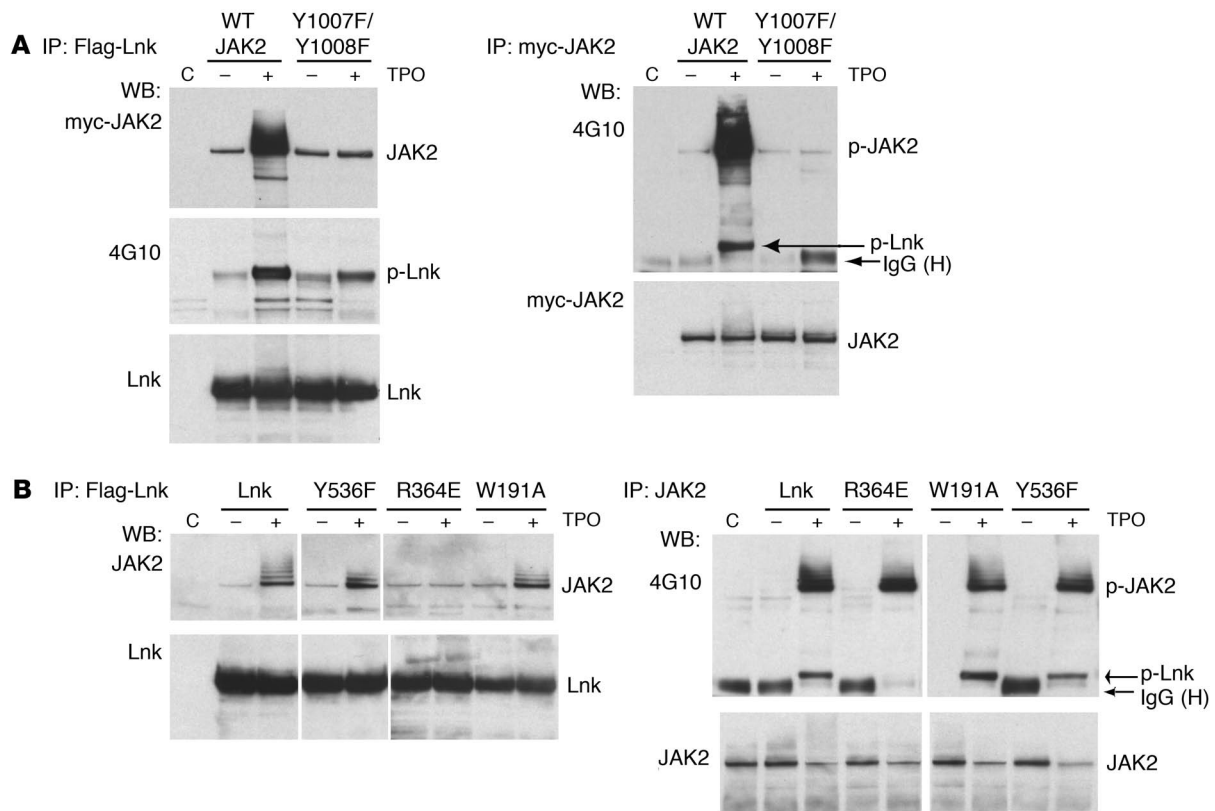 A IP: Flag-Lnk
WT
JAK2
Y1007F/
Y1008F
C – + – + TPO
WB:
myc-JAK2
JAK2
4G10
p-Lnk
Lnk
Lnk
IP: myc-JAK2
WT
JAK2
Y1007F/
Y1008F
C – + – + TPO
WB:
4G10
p-JAK2
p-Lnk
IgG (H)
myc-JAK2
JAK2
B IP: Flag-Lnk Lnk Y536F R364E W191A
C – + – + – + – + TPO
WB:
JAK2
JAK2
Lnk
Lnk
IP: JAK2 Lnk R364E W191A Y536F
C – + – + – + – + TPO
WB:
4G10
p-JAK2
p-Lnk
IgG (H)
JAK2 JAK2